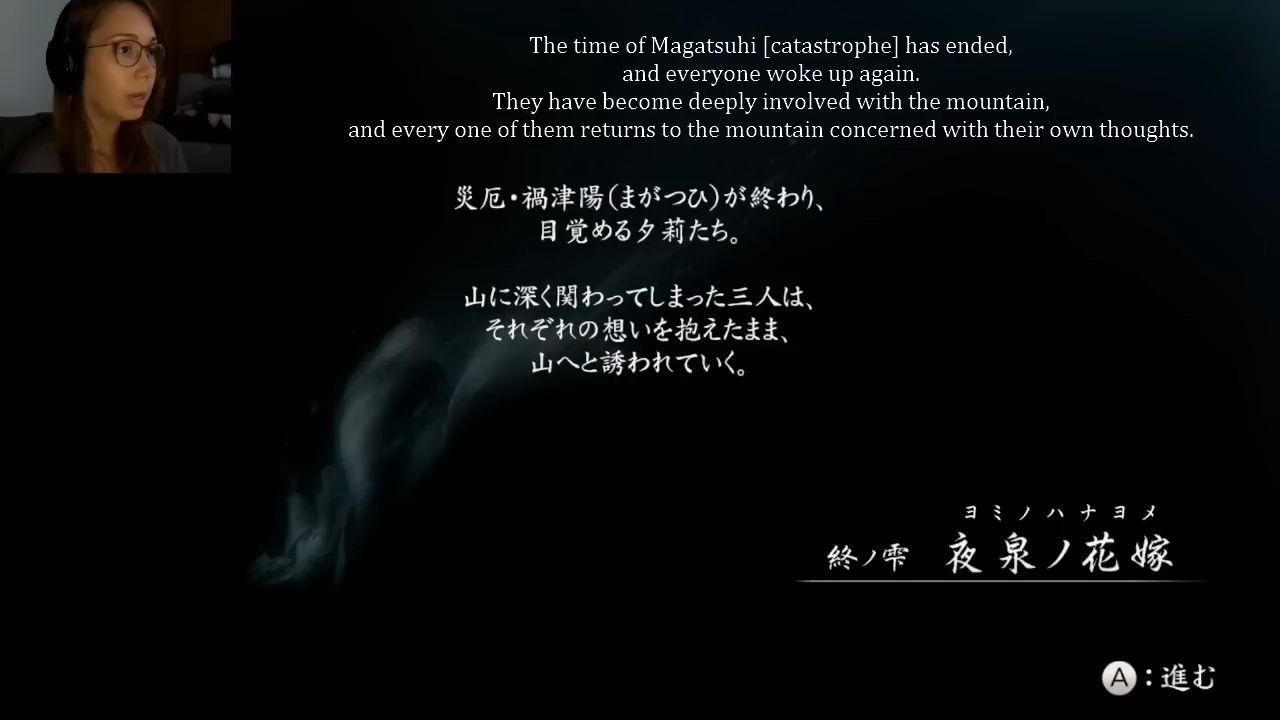 The time of Magatsuhi [catastrophe] has ended,
and everyone woke up again.
They have become deeply involved with the mountain,
and every one of them returns to the mountain concerned with their own thoughts.
災厄・禍津陽(まがつひ)が終わり、
目覚める夕莉たち。
山に深く関わってしまった三人は、
それぞれの想いを抱えたまま、
山へと誘われていく。
ヨミノハナヨメ
終ノ雫 夜泉ノ花嫁
A:進む